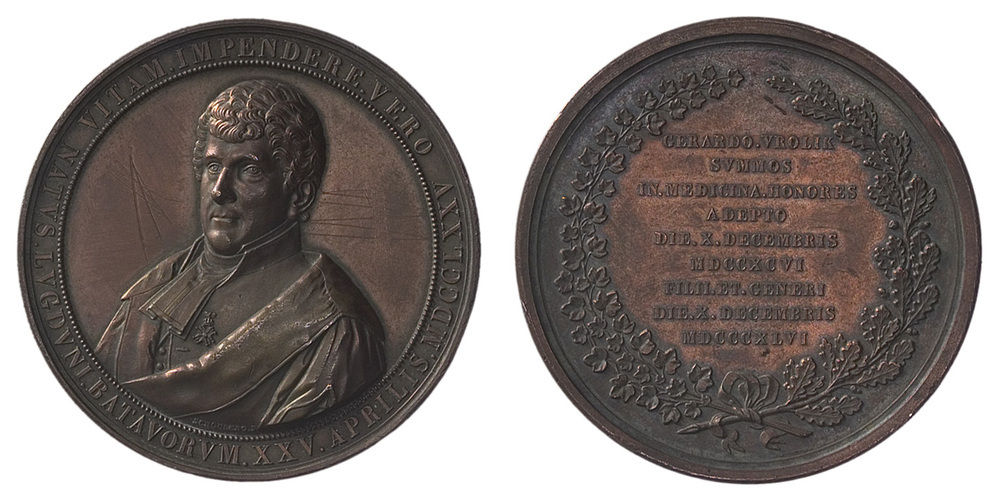 VITAM. IMPENDERE. VERO
LVGDVNI. BATAVORVM. XXV. APRILIS. MDCCLXXV
GERARDO. VROLIK
SVMMOS
IN. MEDICINA. HONORES
ADEPTO
DIE. X. DECEMBRIS
MDCCXCVI
FILII. ET. GENERI
DIE. X. DECEMBRIS
MDCCCXLVI